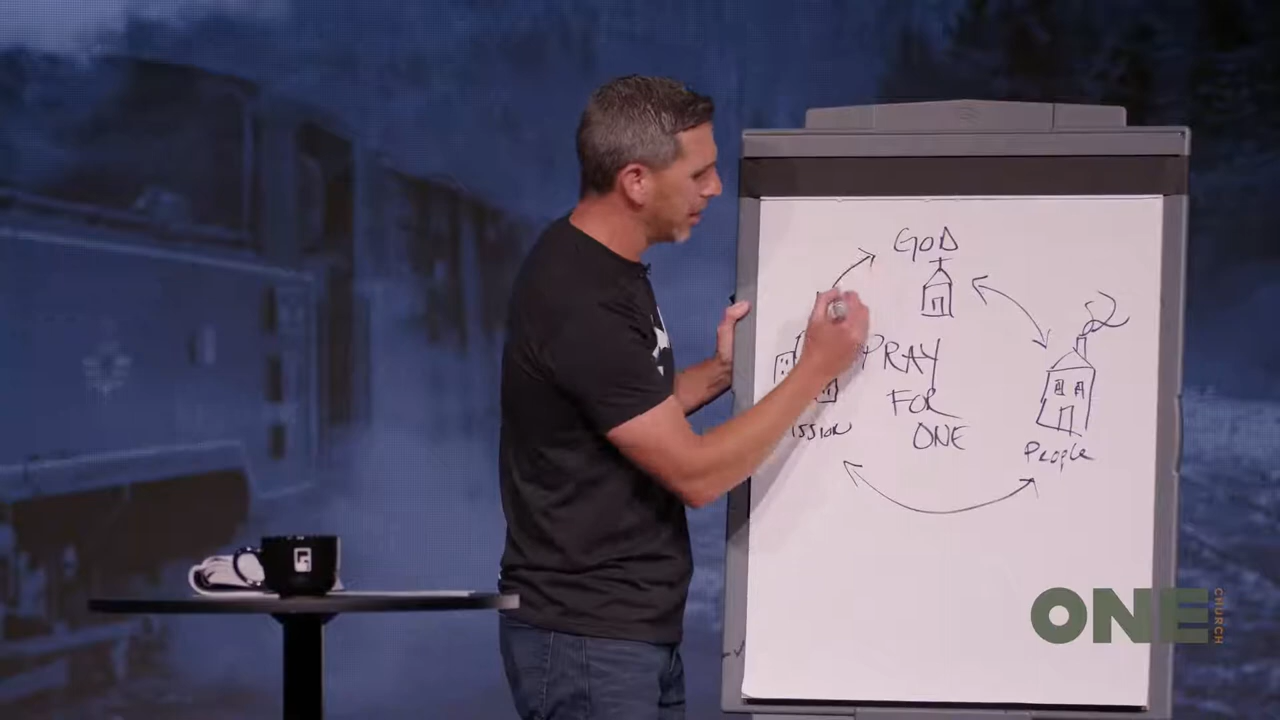 GOD
PRAY
FOR
ONE
ISSION
People
ONE
CHURCH